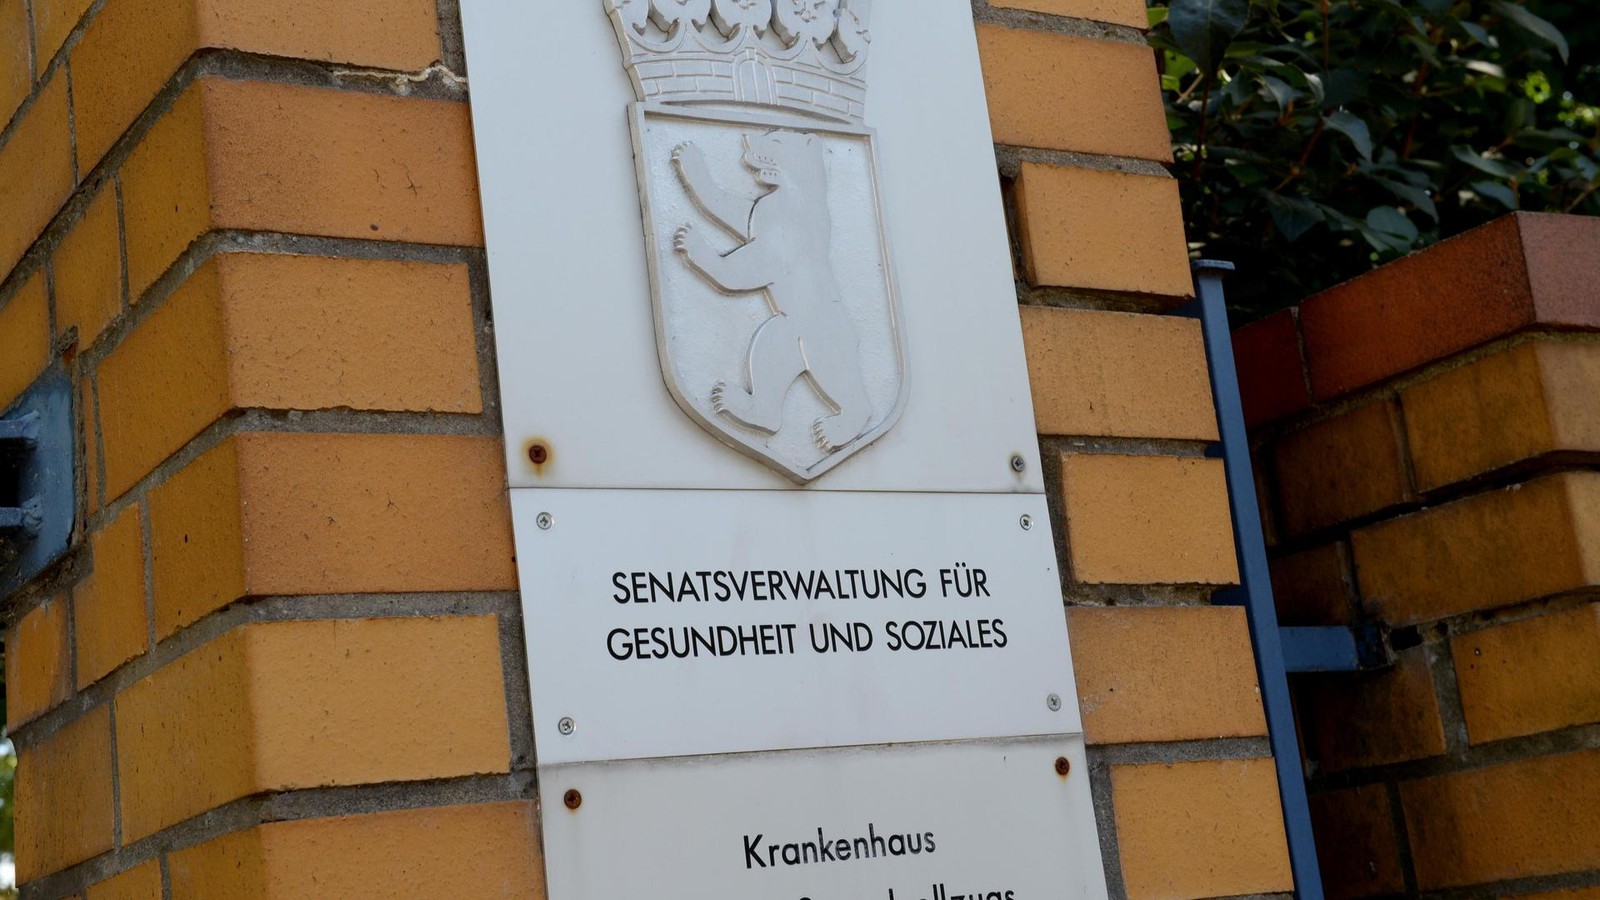 SENATSVERWALTUNG FÜR
GESUNDHEIT UND SOZIALES
Krankenhaus